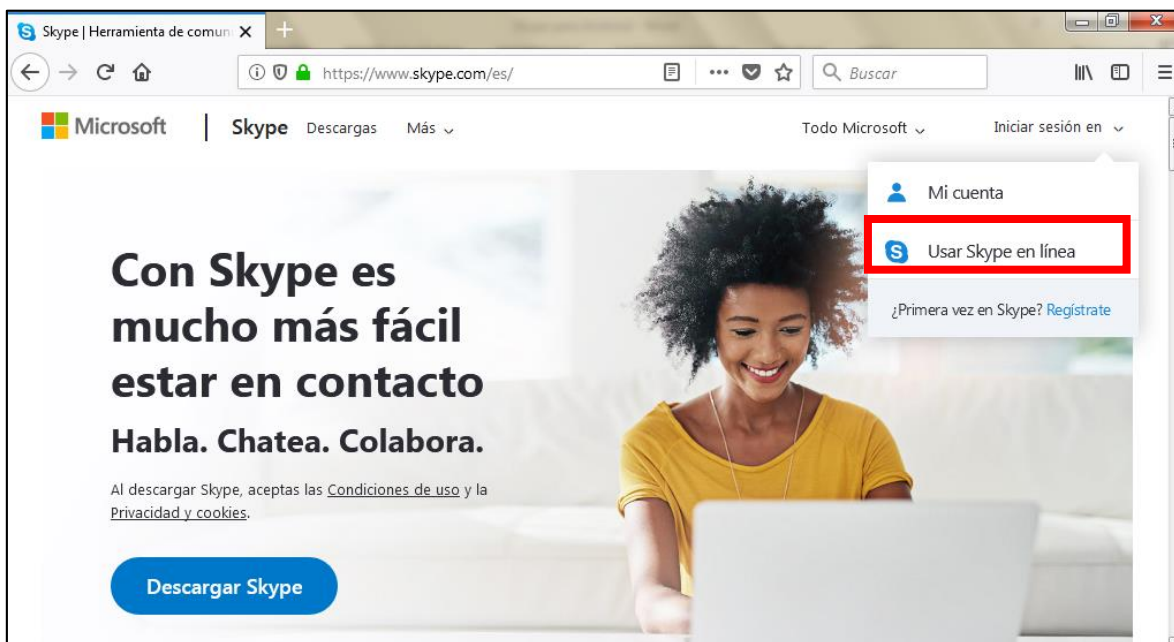 Skype | Herramienta de comun
https://www.skype.com/es/
Buscar
Microsoft | Skype Descargas Más
Todo Microsoft
Iniciar sesión en
Mi cuenta
Usar Skype en línea
¿Primera vez en Skype? Regístrate
Con Skype es
mucho más fácil
estar en contacto
Habla. Chatea. Colabora.
Al descargar Skype, aceptas las Condiciones de uso y la
Privacidad y cookies.
Descargar Skype